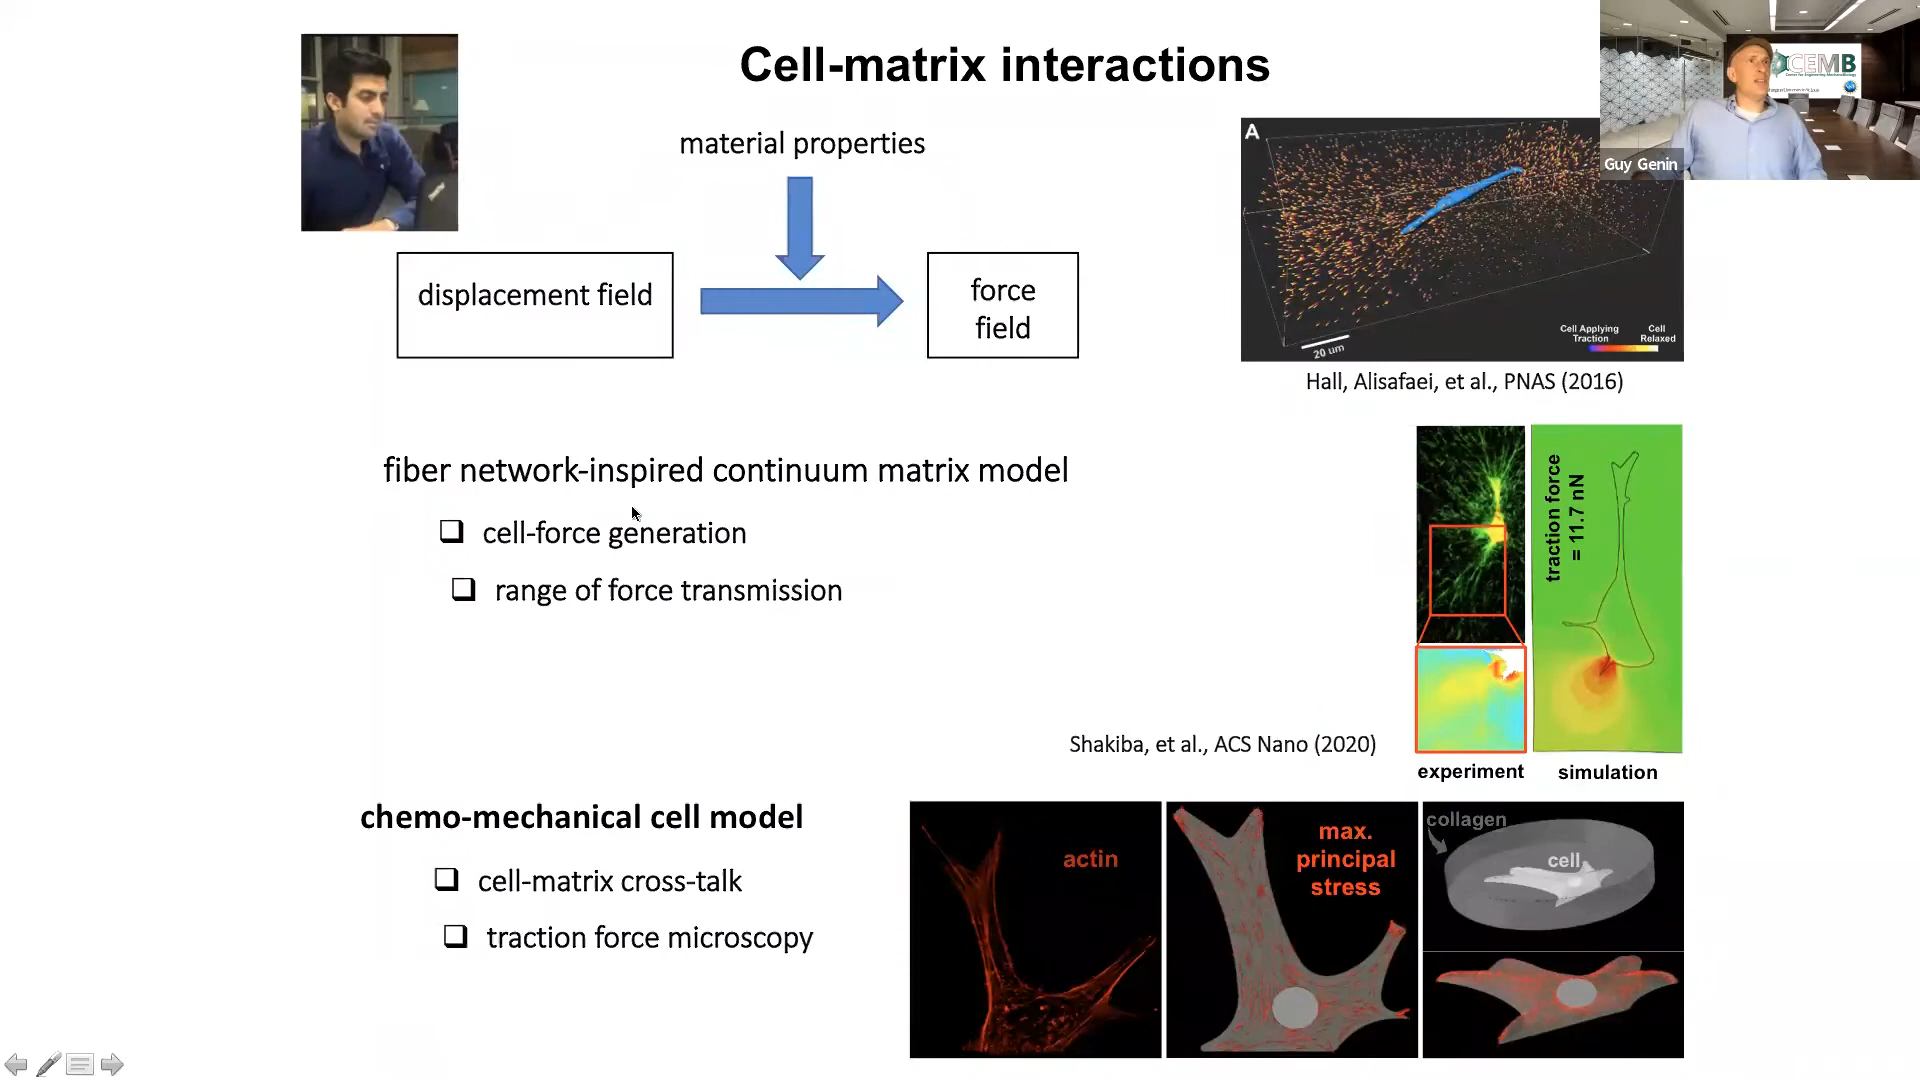 Cell-matrix interactions
CEMB
Guy Genin
material properties
displacement field
force
field
A
Cell Applying
Traction
Cell
Relaxed
20 um
Hall, Alisafaei, et al., PNAS (2016)
fiber network-inspired continuum matrix model
cell-force generation
range of force transmission
traction force
= 11.7 nN
Shakiba, et al., ACS Nano (2020)
experiment
simulation
chemo-mechanical cell model
cell-matrix cross-talk
traction force microscopy
actin
max.
principal
stress
collagen
cell